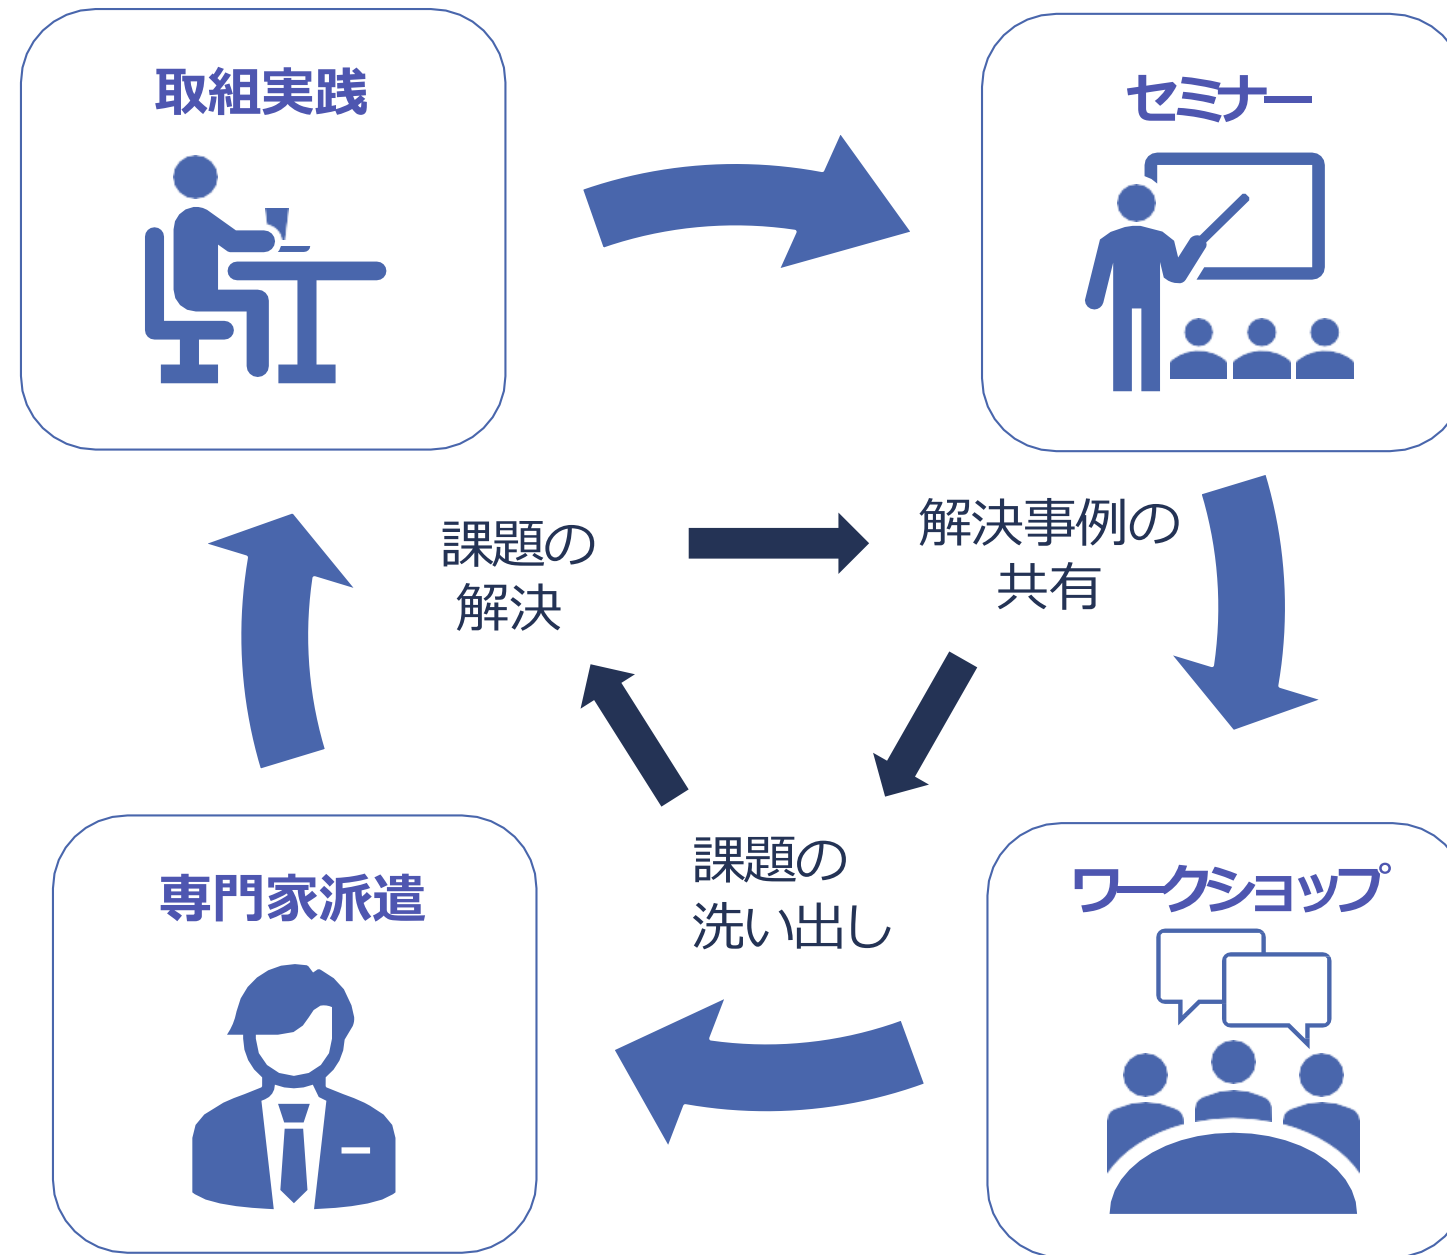 取組実践
セミナー
課題の
解決
解決事例の
共有
課題の
洗い出し
専門家派遣
ワークショップ